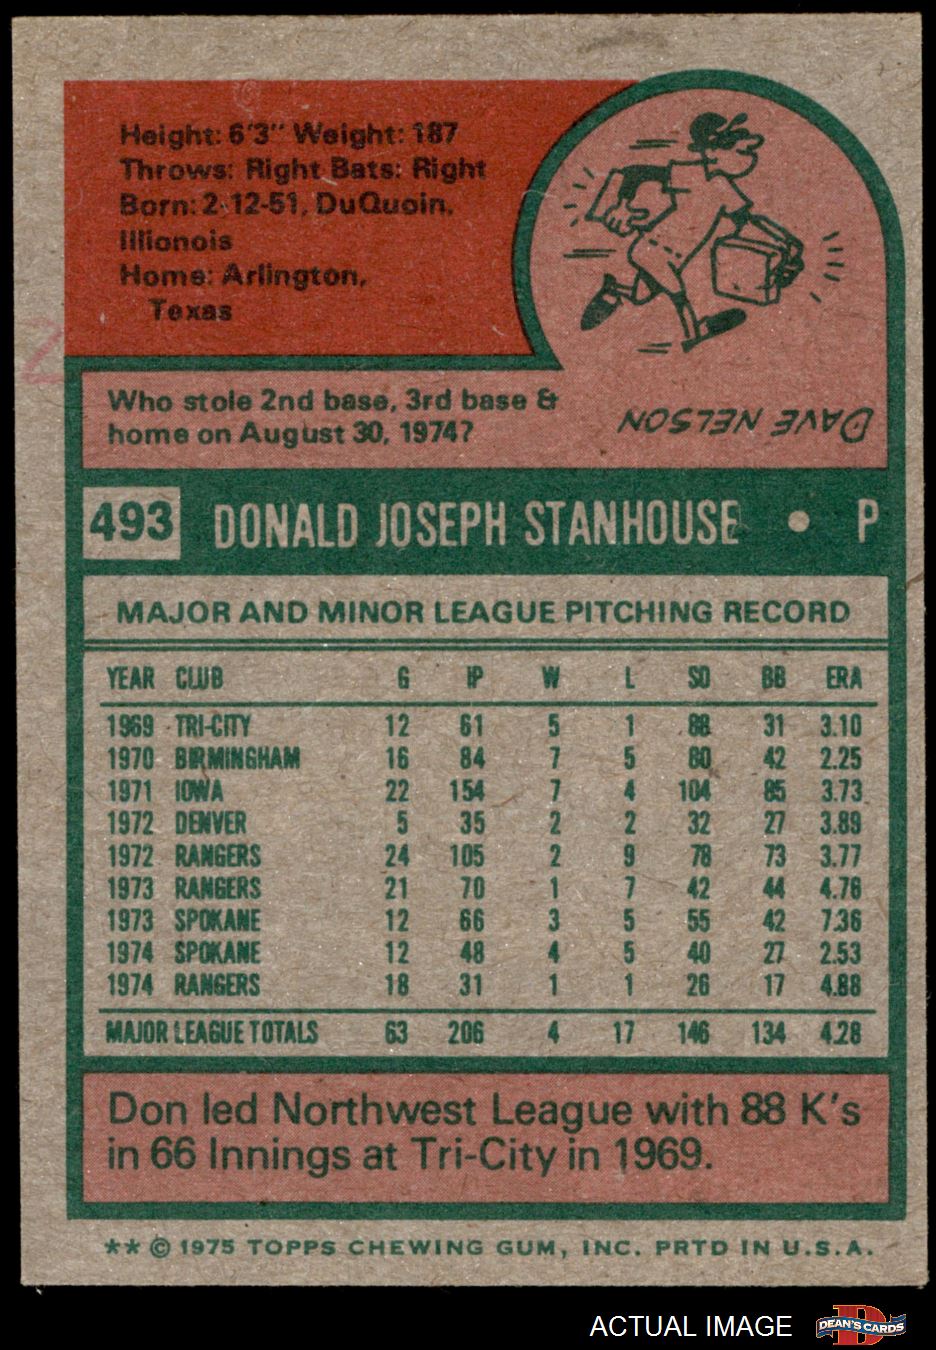 Height: 6'3" Weight: 187
Throws: Right Bats: Right
Born: 2-12-51, DuQuoin,
Illionois
Home: Arlington,
Texas
Who stole 2nd base, 3rd base &
home on August 30, 1974?
DAVE NELSON
493 DONALD JOSEPH STANHOUSE • P
MAJOR AND MINOR LEAGUE PITCHING RECORD
YEAR CLUB G IP W L SO BB ERA
1969 TRI-CITY 12 61 5 1 88 31 3.10
1970 BIRMINGHAM 16 84 7 5 80 42 2.25
1971 IOWA 22 154 7 4 104 85 3.73
1972 DENVER 5 35 2 2 32 27 3.89
1972 RANGERS 24 105 2 9 78 73 3.77
1973 RANGERS 21 70 1 7 42 44 4.76
1973 SPOKANE 12 66 3 5 55 42 7.36
1974 SPOKANE 12 48 4 5 40 27 2.53
1974 RANGERS 18 31 1 1 26 17 4.88
MAJOR LEAGUE TOTALS 63 206 4 17 146 134 4.28
Don led Northwest League with 88 K's
in 66 Innings at Tri-City in 1969.
** © 1975 TOPPS CHEWING GUM, INC. PRTD IN U.S.A.
ACTUAL IMAGE
D
DEAN'S CARDS